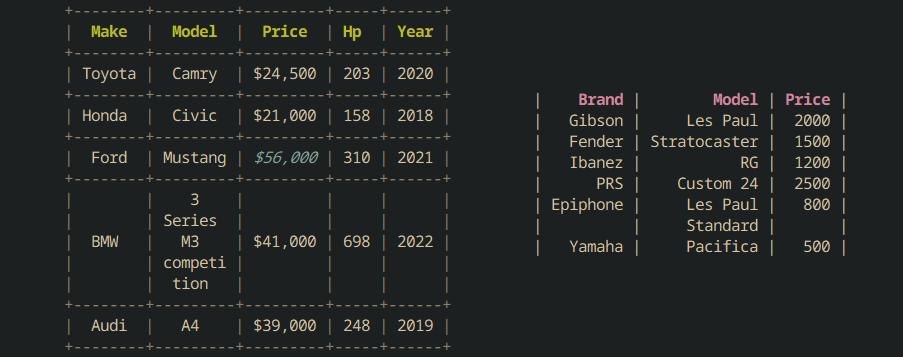 +--------+---------+---------+-----+------+
|  Make  |  Model  |  Price  | Hp  | Year |
+--------+---------+---------+-----+------+
| Toyota |  Camry  | $24,500 | 203 | 2020 |
+--------+---------+---------+-----+------+
| Honda  |  Civic  | $21,000 | 158 | 2018 |
+--------+---------+---------+-----+------+
|  Ford  | Mustang | $56,000 | 310 | 2021 |
+--------+---------+---------+-----+------+
|        |    3    |         |     |      |
|        | Series  |         |     |      |
|  BMW   |   M3    | $41,000 | 698 | 2022 |
|        | competi |         |     |      |
|        |  tion   |         |     |      |
+--------+---------+---------+-----+------+
|  Audi  |   A4    | $39,000 | 248 | 2019 |
+--------+---------+---------+-----+------+
|    Brand |        Model | Price |
|   Gibson |     Les Paul |  2000 |
|   Fender | Stratocaster |  1500 |
|   Ibanez |           RG |  1200 |
|      PRS |    Custom 24 |  2500 |
| Epiphone |     Les Paul |   800 |
|          |     Standard |       |
|   Yamaha |     Pacifica |   500 |